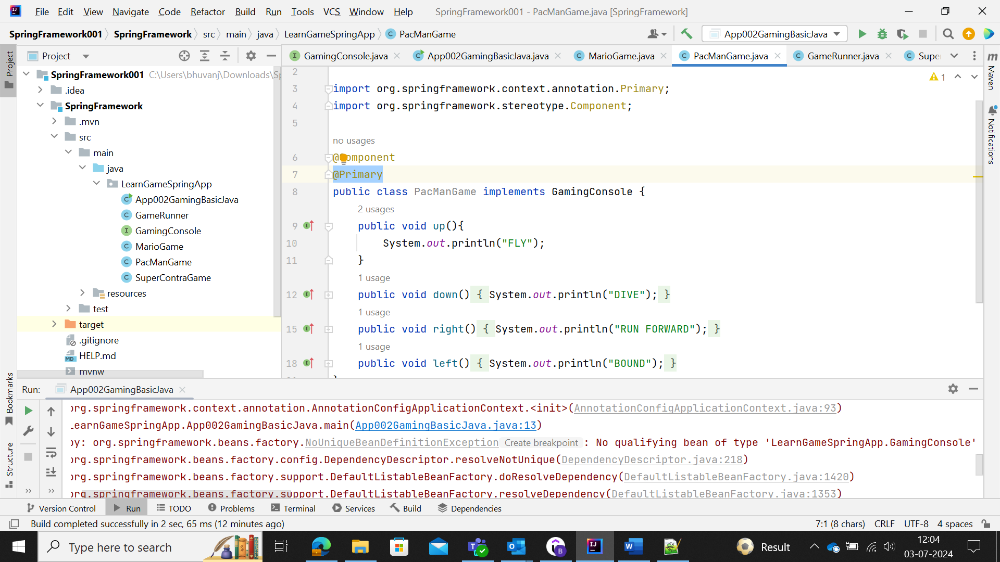 File Edit View Navigate Code Refactor Build Run Tools VCS Window Help SpringFramework001 - PacManGame.java [SpringFramework]
SpringFramework001 SpringFramework src main java LearnGameSpringApp PacManGame App002GamingBasicJava
Project
GamingConsole.java App002GamingBasicJava.java MarioGame.java PacManGame.java GameRunner.java Supe
SpringFramework001 C:\Users\bhuvanj\Downloads\Sp
.idea
SpringFramework
.mvn
src
main
java
LearnGameSpringApp
App002GamingBasicJava
GameRunner
GamingConsole
MarioGame
PacManGame
SuperContraGame
resources
test
target
.gitignore
HELP.md
mvnw
2
1
3 import org.springframework.context.annotation.Primary;
4 import org.springframework.stereotype.Component;
5
no usages
6 @Component
7 @Primary
8 public class PacManGame implements GamingConsole {
2 usages
9 public void up(){
10 System.out.println("FLY");
11 }
1 usage
12 public void down() { System.out.println("DIVE"); }
1 usage
15 public void right() { System.out.println("RUN FORWARD"); }
1 usage
18 public void left() { System.out.println("BOUND"); }
Project
Bookmarks
Structure
Maven
Notifications
Run: App002GamingBasicJava
org.springframework.context.annotation.AnnotationConfigApplicationContext.<init>(AnnotationConfigApplicationContext.java:93)
LearnGameSpringApp.App002GamingBasicJava.main(App002GamingBasicJava.java:13)
by: org.springframework.beans.factory.NoUniqueBeanDefinitionException Create breakpoint : No qualifying bean of type 'LearnGameSpringApp.GamingConsole'
org.springframework.beans.factory.config.DependencyDescriptor.resolveNotUnique(DependencyDescriptor.java:218)
org.springframework.beans.factory.support.DefaultListableBeanFactory.doResolveDependency(DefaultListableBeanFactory.java:1420)
org.springframework.beans.factory.support.DefaultListableBeanFactory.resolveDependency(DefaultListableBeanFactory.java:1353)
Version Control Run TODO Problems Terminal Services Build Dependencies
Build completed successfully in 2 sec, 65 ms (12 minutes ago) 7:1 (8 chars) CRLF UTF-8 4 spaces
Type here to search
Result
12:04
03-07-2024